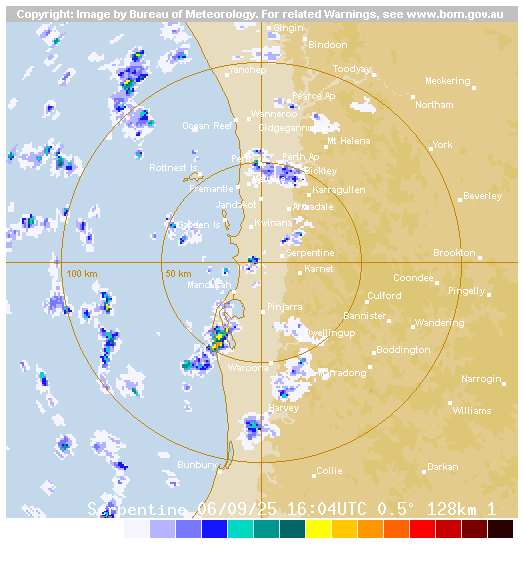 Copyright: Image by Bureau of Meteorology. For related Warnings, see www.bom.gov.au
Gingin
Bindoon
Yanchep
Toodyay
Meckering
Pearce Ap
Northam
Wanneroo
Ocean Reef
Gidgegannup
Mt Helena
York
Perth Ap
Rottnest Is
Bickley
Fremantle
Karragullen
Beverley
Jandakot
Armadale
Kwinana
Serpentine
Brookton
Karnet
100 km
50 km
Coondee
Mandurah
Pingelly
Culford
Pinjarra
Bannister
Wandering
Dwellingup
Boddington
Waroona
Narrogin
Harvey
Williams
Bunbury
Collie
Darkan
Serpentine 06/09/25 16:04UTC 0.5° 128km 1